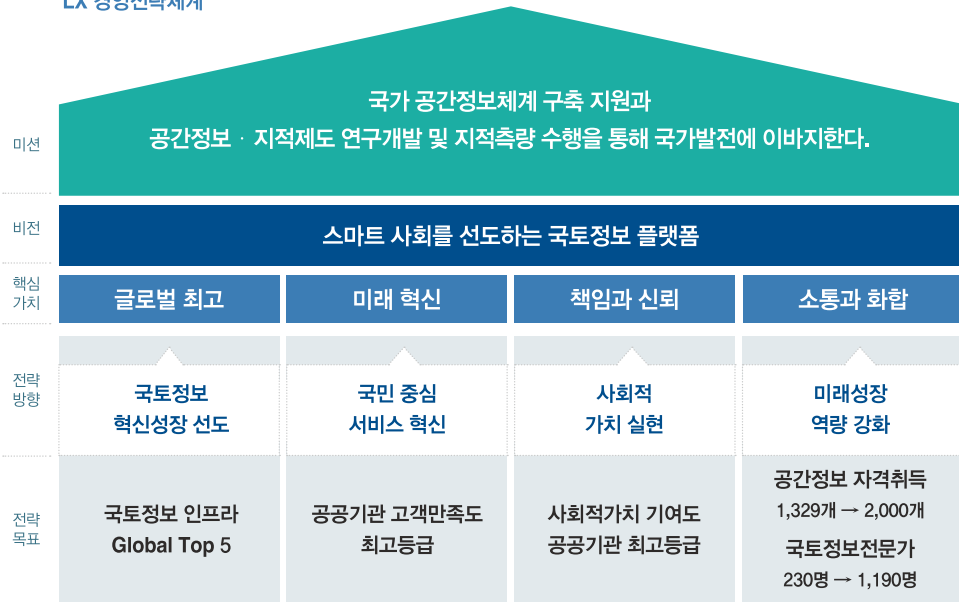 LX 경영전략체계
국가 공간정보체계 구축 지원과
공간정보 · 지적제도 연구개발 및 지적측량 수행을 통해 국가발전에 이바지한다.
미션
비전
스마트 사회를 선도하는 국토정보 플랫폼
핵심
가치
글로벌 최고
미래 혁신
책임과 신뢰
소통과 화합
전략
방향
국토정보
혁신성장 선도
국민 중심
서비스 혁신
사회적
가치 실현
미래성장
역량 강화
전략
목표
국토정보 인프라
Global Top 5
공공기관 고객만족도
최고등급
사회적가치 기여도
공공기관 최고등급
공간정보 자격취득
1,329개 → 2,000개
국토정보전문가
230명 → 1,190명